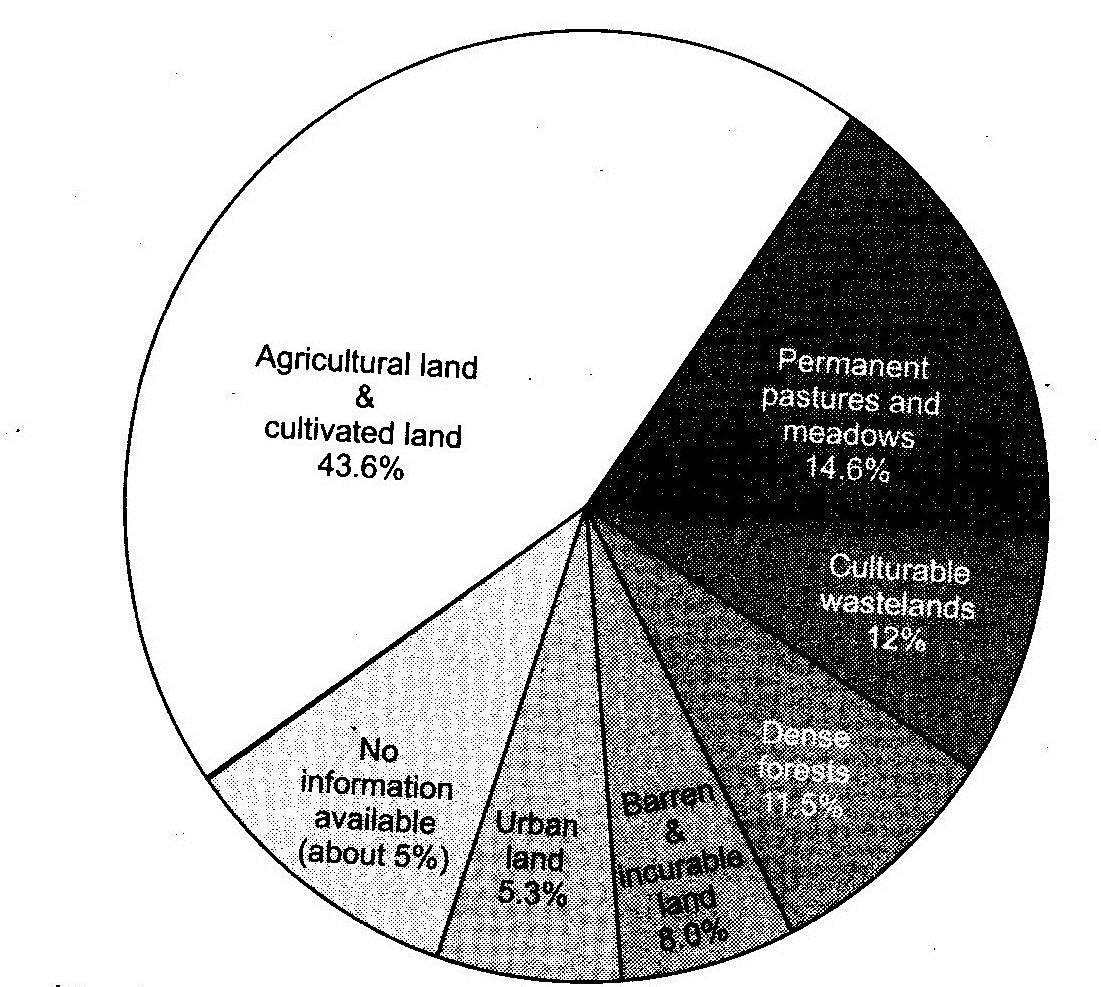 Agricultural land
&
cultivated land
43.6%
Permanent
pastures and
meadows
14.6%
Culturable
wastelands
12%
Dense
forests
11.5%
Barren
&
incurable
land
8.0%
Urban
land
5.3%
No
information
available
(about 5%)